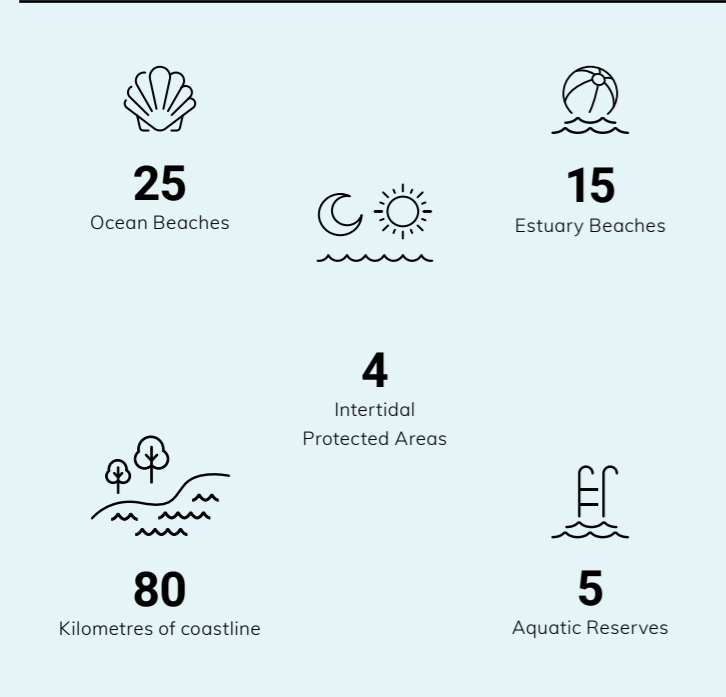 25
Ocean Beaches
15
Estuary Beaches
4
Intertidal
Protected Areas
80
Kilometres of coastline
5
Aquatic Reserves